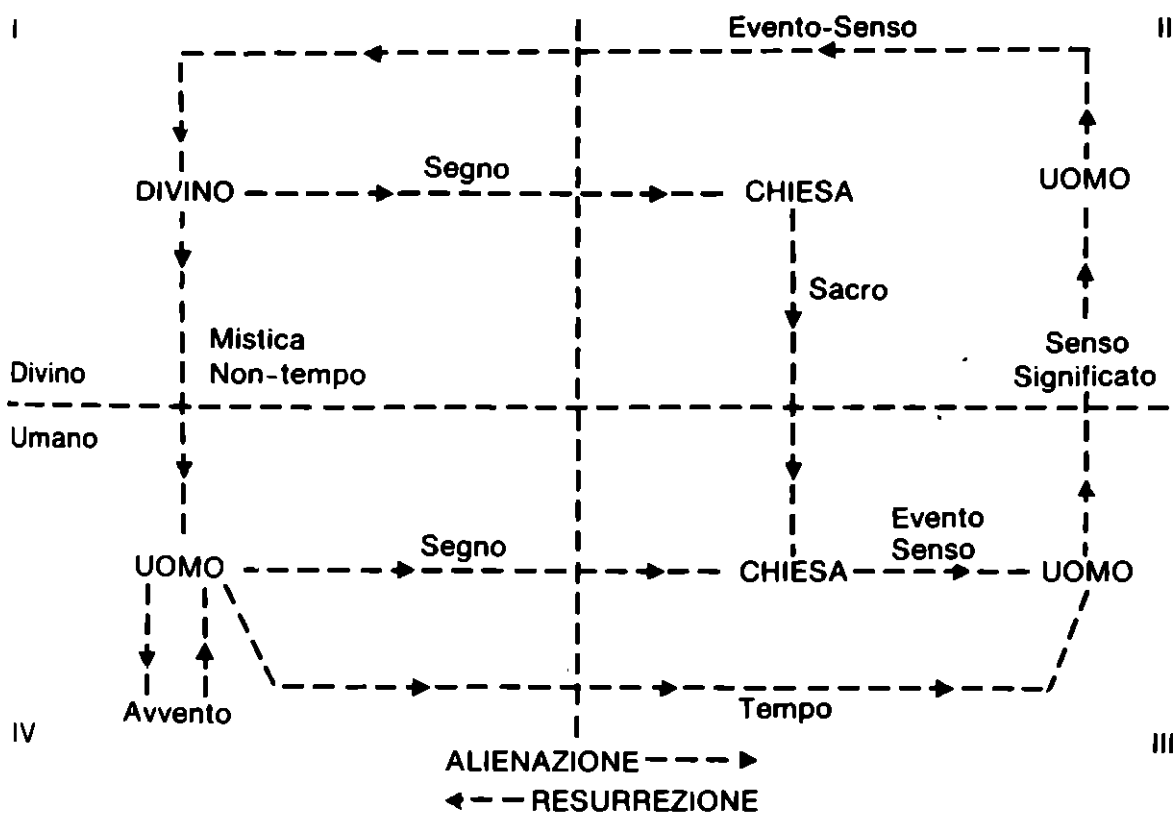 I
Evento-Senso
II
Segno
DIVINO
CHIESA
UOMO
Sacro
Mistica
Non-tempo
Senso
Significato
Divino
Umano
Segno
Evento
Senso
UOMO
CHIESA
UOMO
Avvento
Tempo
IV
III
ALIENAZIONE
RESURREZIONE